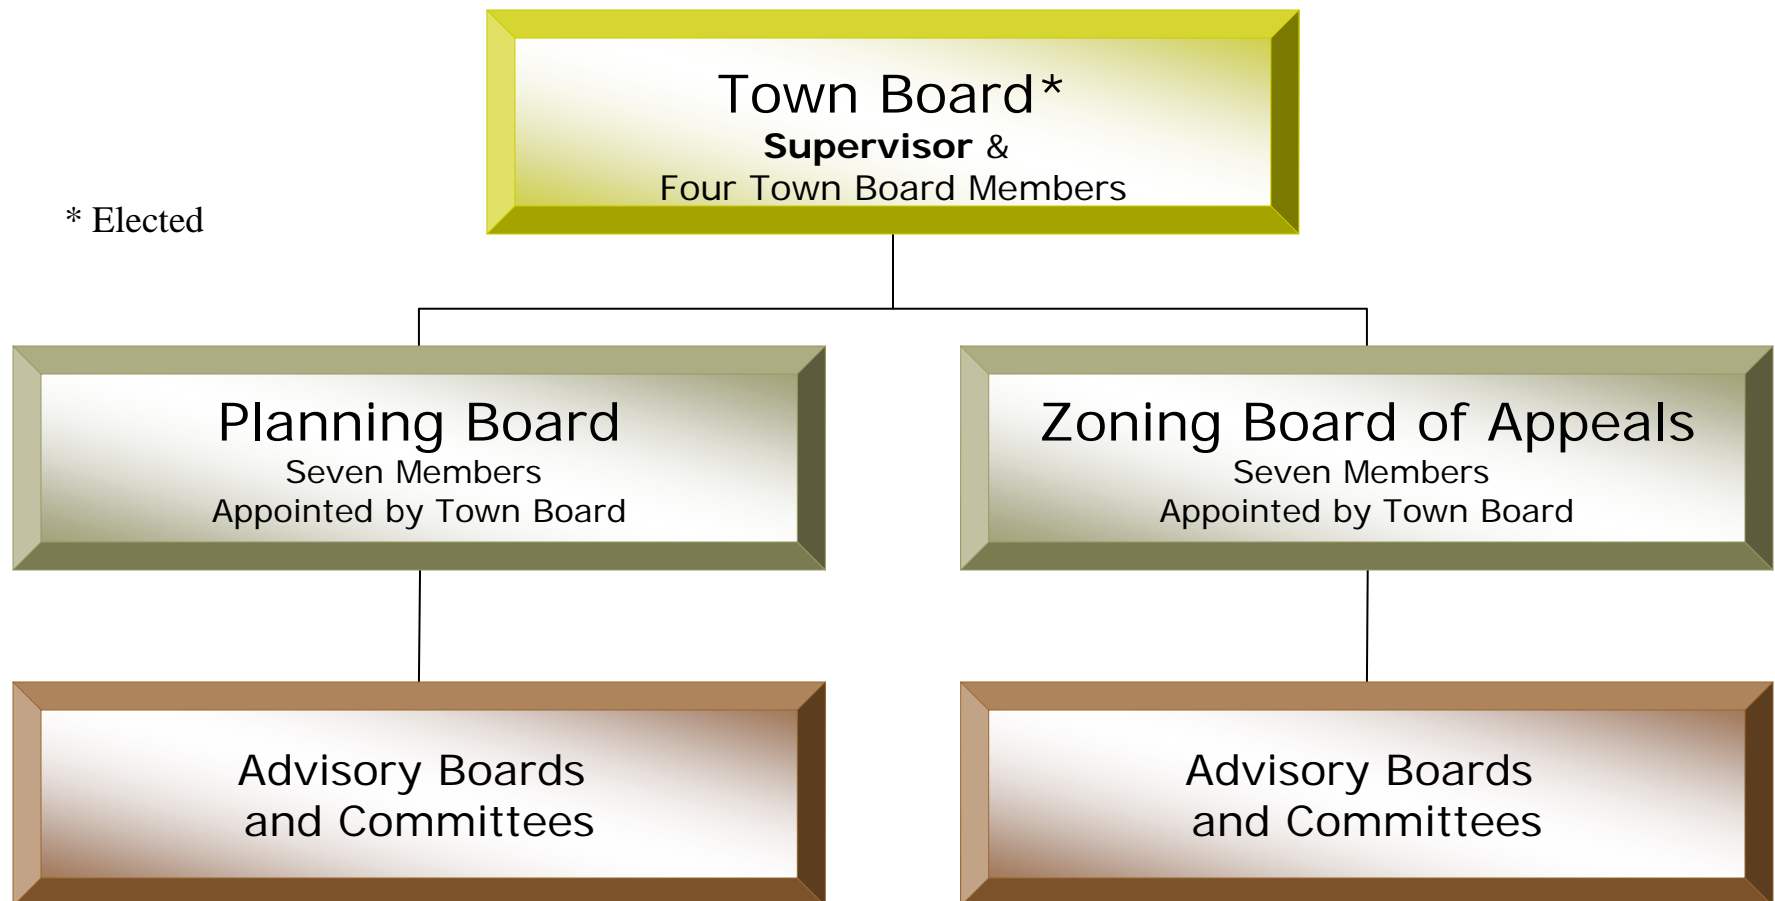 Town Board*
Supervisor &
Four Town Board Members
* Elected
Planning Board
Seven Members
Appointed by Town Board
Zoning Board of Appeals
Seven Members
Appointed by Town Board
Advisory Boards
and Committees
Advisory Boards
and Committees